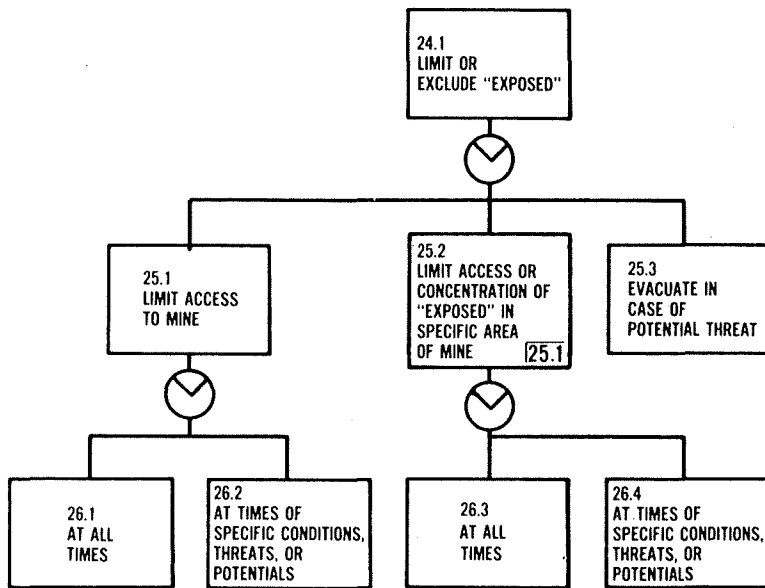 24.1
LIMIT OR
EXCLUDE "EXPOSED"
25.1
LIMIT ACCESS
TO MINE
25.2
LIMIT ACCESS OR
CONCENTRATION OF
"EXPOSED" IN
SPECIFIC AREA
OF MINE
25.1
25.3
EVACUATE IN
CASE OF
POTENTIAL THREAT
26.1
AT ALL
TIMES
26.2
AT TIMES OF
SPECIFIC CONDITIONS,
THREATS, OR
POTENTIALS
26.3
AT ALL
TIMES
26.4
AT TIMES OF
SPECIFIC CONDITIONS,
THREATS, OR
POTENTIALS